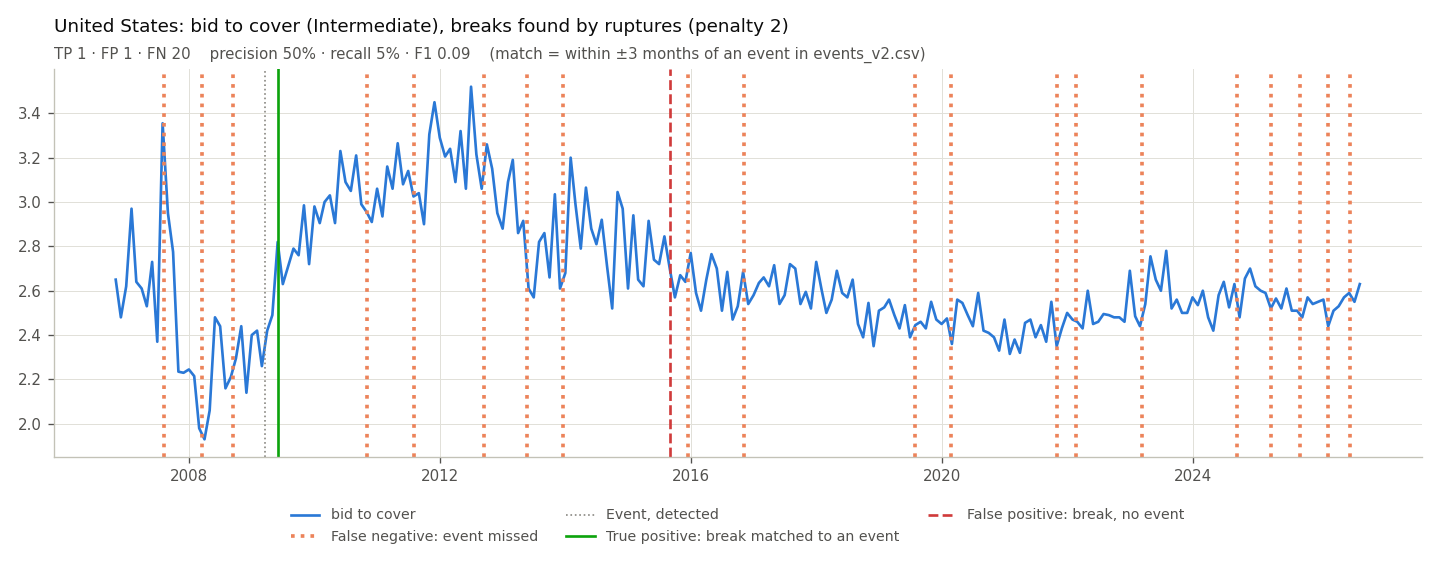 United States: bid to cover (Intermediate), breaks found by ruptures (penalty 2)
TP 1 · FP 1 · FN 20    precision 50% · recall 5% · F1 0.09    (match = within ±3 months of an event in events_v2.csv)
3.4
3.2
3.0
2.8
2.6
2.4
2.2
2.0
2008 2012 2016 2020 2024
bid to cover Event, detected False positive: break, no event
False negative: event missed True positive: break matched to an event